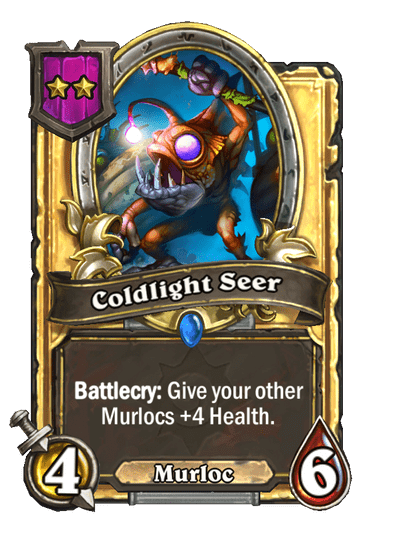 Coldlight Seer
Battlecry: Give your other
Murlocs +4 Health.
4
Murloc
6